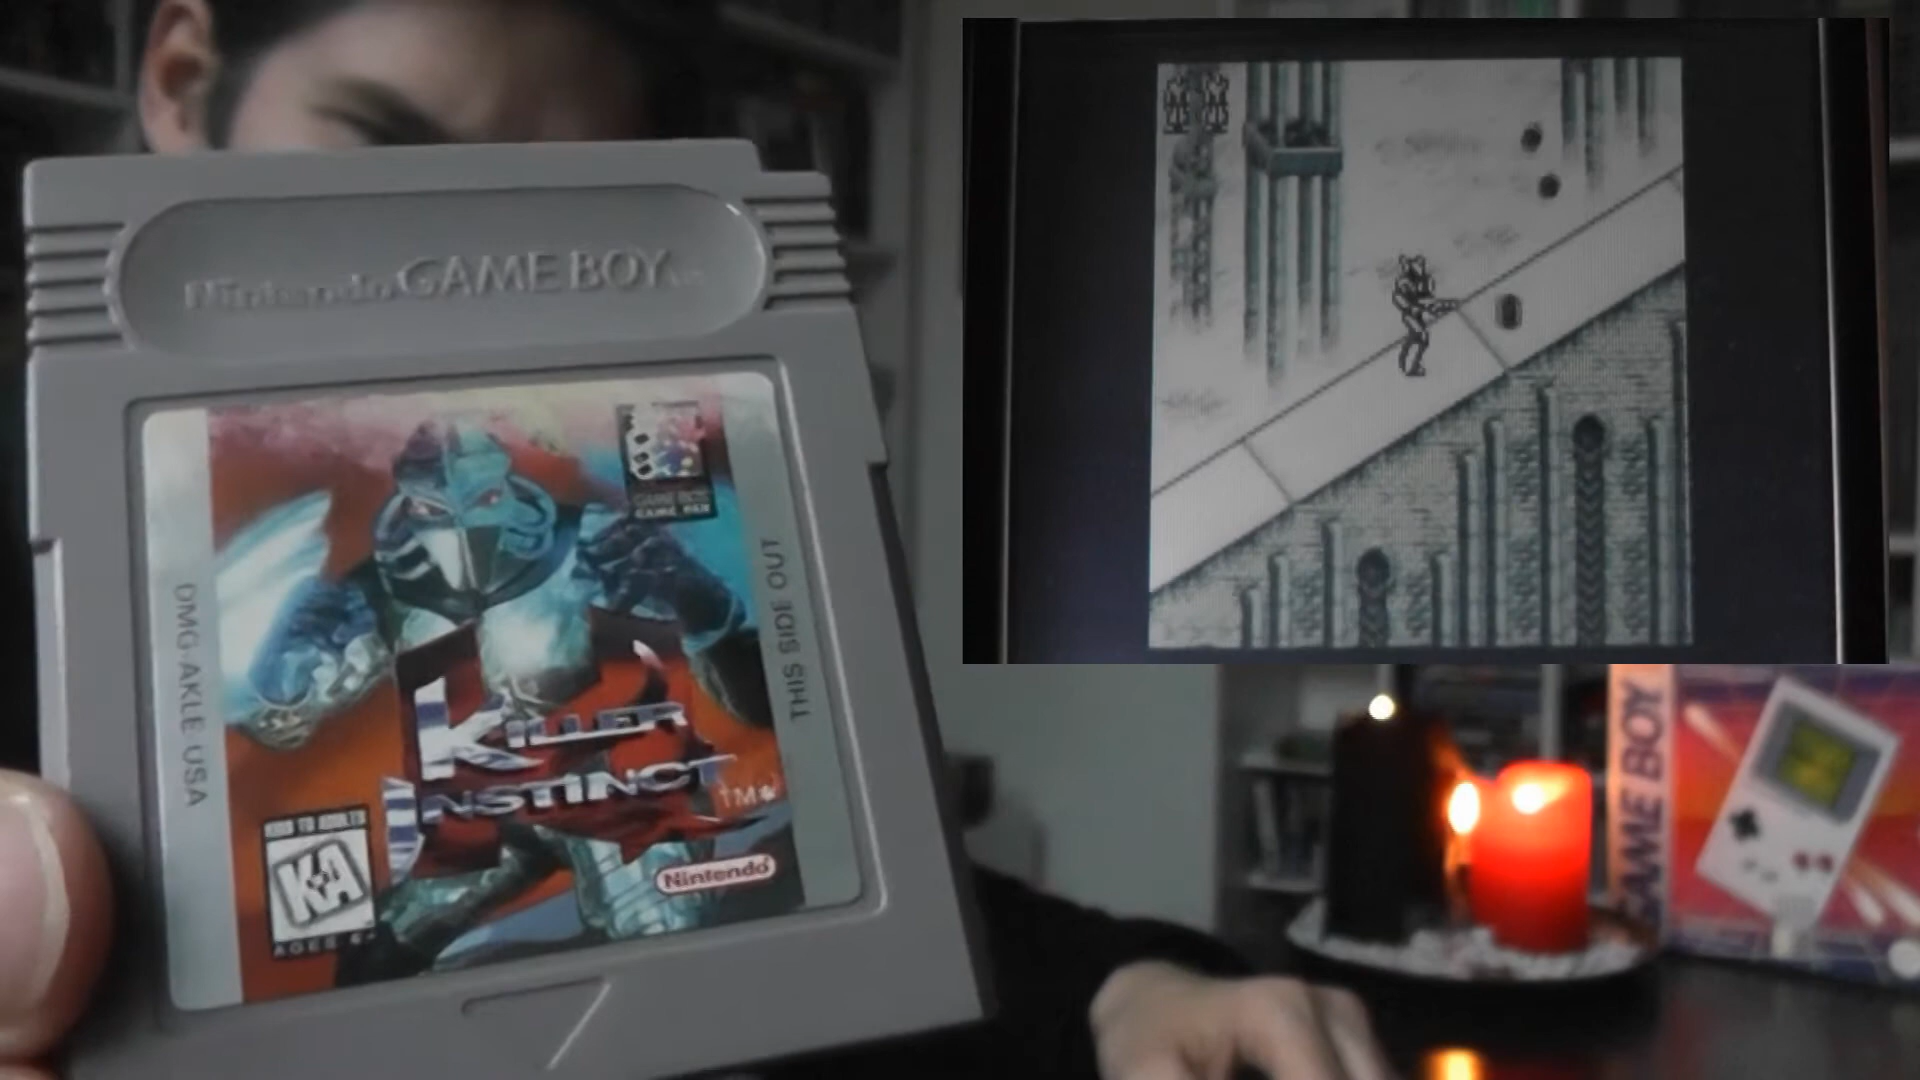 Nintendo GAME BOY
GAME BOY
GAME PAK
DMG-AKLE-USA
THIS SIDE OUT
KILLER
INSTINCT TM
KIDS TO ADULTS
KA
AGES 6+
Nintendo
GAME BOY